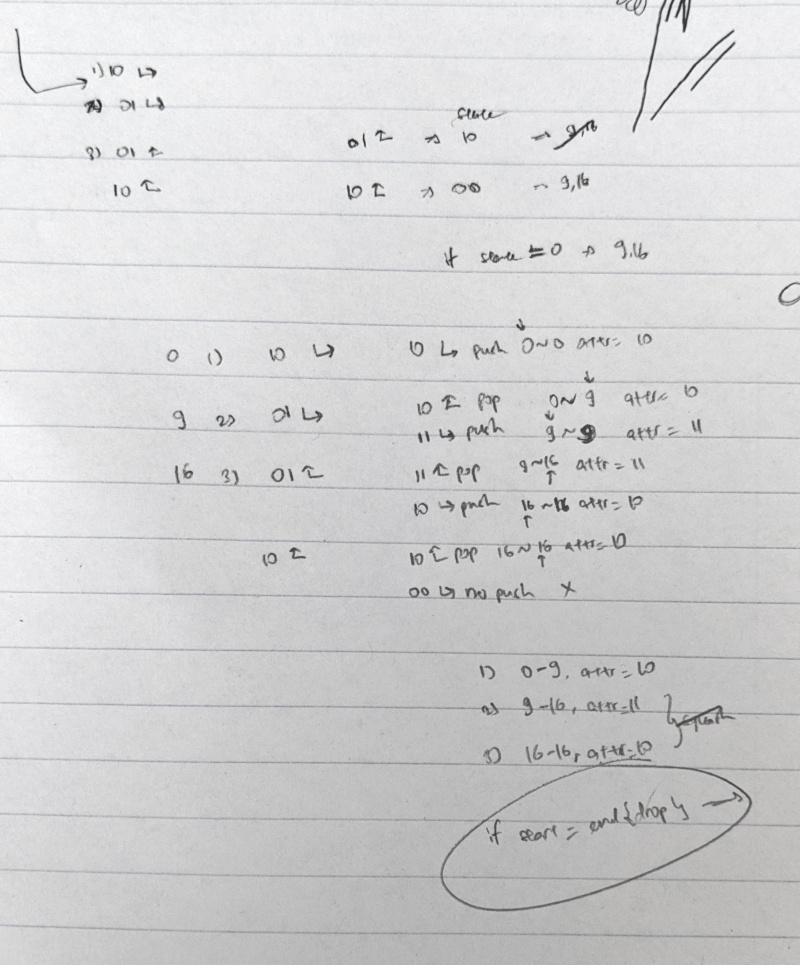 1) 10 ↳
2) 01 ↳
state
3) 01 ↥
01 ↥ → 10 → 9,16
10 ↥
10 ↥ → 00 → 9,16
if state == 0 → 9,16
0 1) 10 ↳
10 ↳ push 0~0 attr= 10
9 2) 01 ↳
10 ↥ pop 0~9 attr= 10
11 ↳ push 9~9 attr = 11
16 3) 01 ↥
11 ↥ pop 9~16 attr = 11
10 ↳ push 16~16 attr= 10
10 ↥
10 ↥ pop 16~16 attr= 10
00 ↳ no push X
1) 0-9, attr= 10
2) 9-16, attr=11
3) 16-16, attr=10
if start = end {drop} →